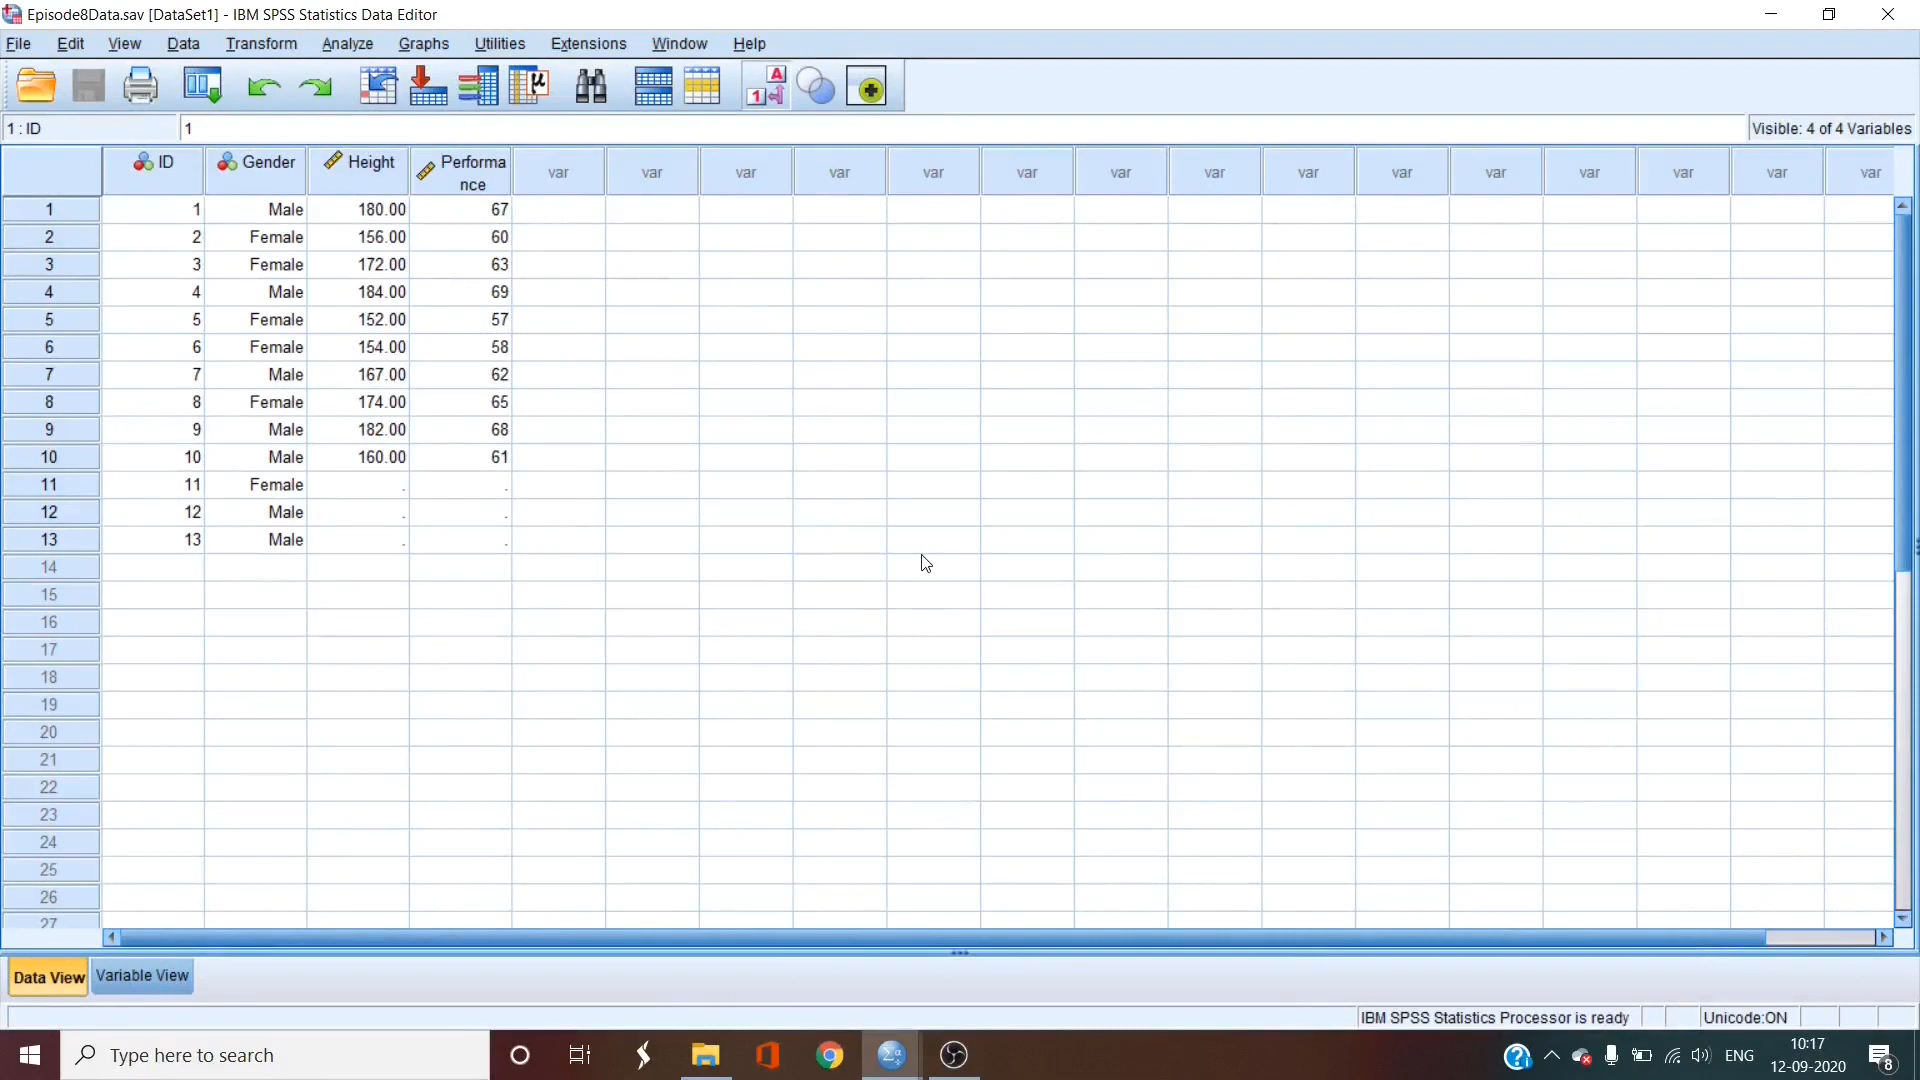 Episode8Data.sav [DataSet1] - IBM SPSS Statistics Data Editor
File Edit View Data Transform Analyze Graphs Utilities Extensions Window Help
μ A 1
1 : ID 1 Visible: 4 of 4 Variables
ID Gender Height Performa
nce var var var var var var var var var var var var var var var
1 1 Male 180.00 67
2 2 Female 156.00 60
3 3 Female 172.00 63
4 4 Male 184.00 69
5 5 Female 152.00 57
6 6 Female 154.00 58
7 7 Male 167.00 62
8 8 Female 174.00 65
9 9 Male 182.00 68
10 10 Male 160.00 61
11 11 Female . .
12 12 Male . .
13 13 Male . .
14
15
16
17
18
19
20
21
22
23
24
25
26
27
Data View Variable View
IBM SPSS Statistics Processor is ready Unicode:ON
Type here to search
Σα
ENG
10:17
12-09-2020
8